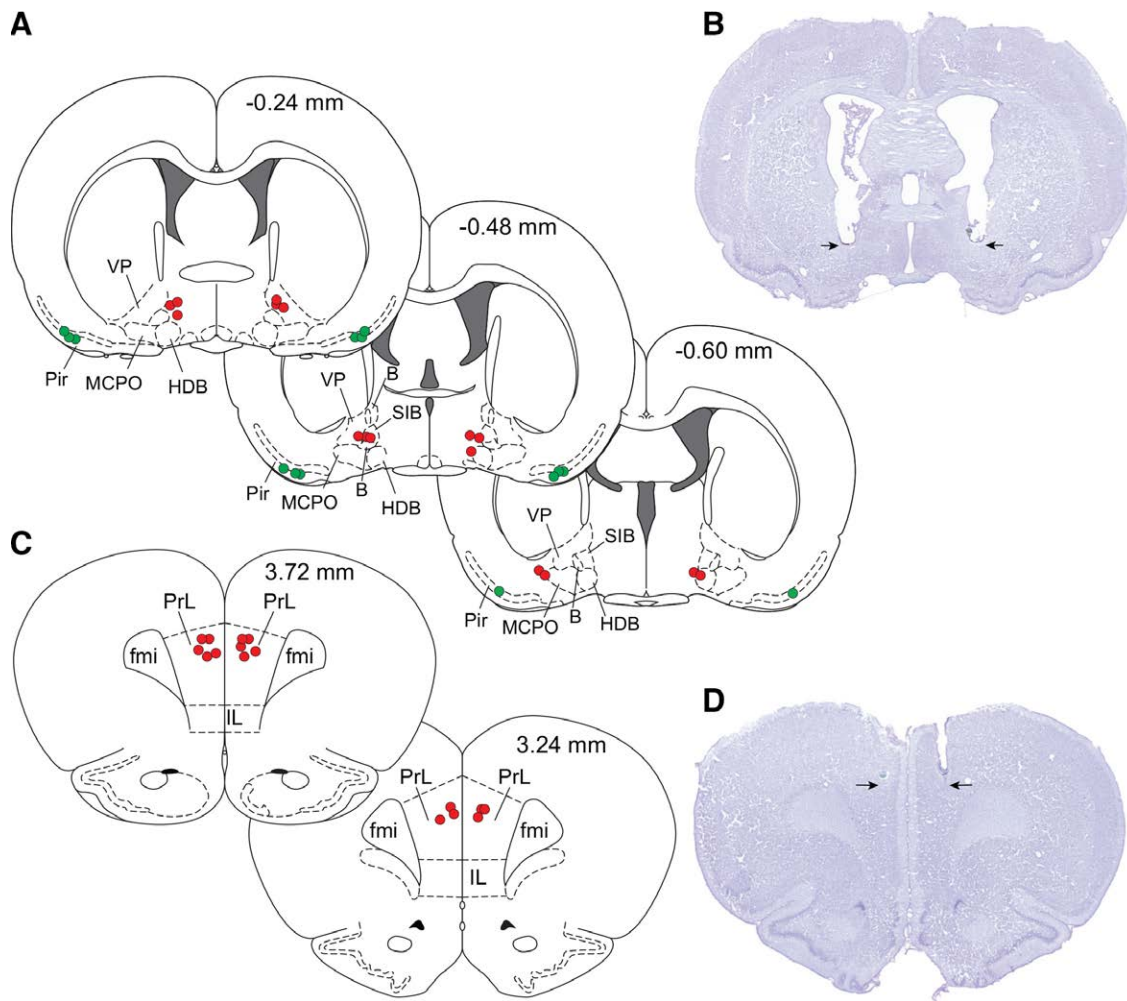 A
B
-0.24 mm
-0.48 mm
VP
Pir
MCPO
HDB
-0.60 mm
VP
B
SIB
Pir
MCPO
B
HDB
VP
SIB
Pir
MCPO
B
HDB
C
3.72 mm
PrL
PrL
fmi
fmi
IL
D
3.24 mm
PrL
PrL
fmi
fmi
IL